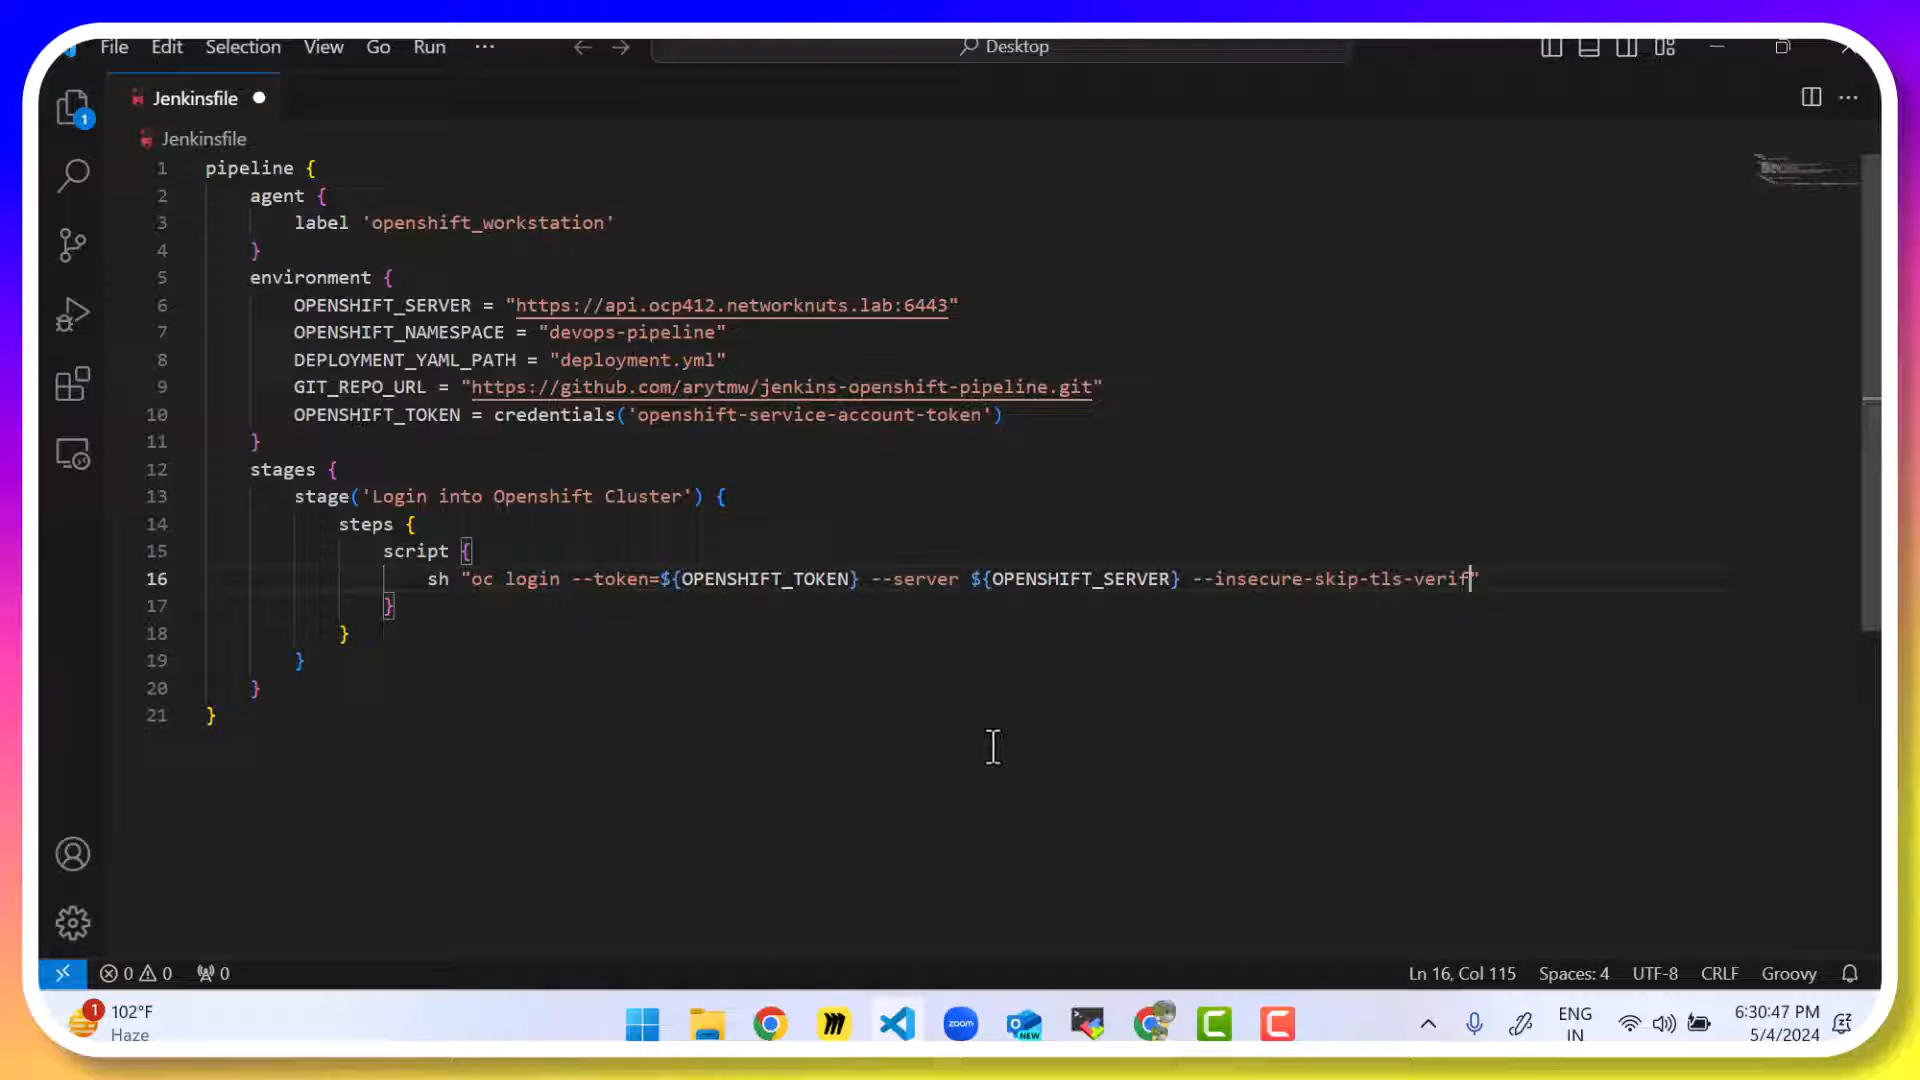 File Edit Selection View Go Run ··· Desktop
Jenkinsfile
1
Jenkinsfile
1 pipeline {
2 agent {
3 label 'openshift_workstation'
4 }
5 environment {
6 OPENSHIFT_SERVER = "https://api.ocp412.networknuts.lab:6443"
7 OPENSHIFT_NAMESPACE = "devops-pipeline"
8 DEPLOYMENT_YAML_PATH = "deployment.yml"
9 GIT_REPO_URL = "https://github.com/arytmw/jenkins-openshift-pipeline.git"
10 OPENSHIFT_TOKEN = credentials('openshift-service-account-token')
11 }
12 stages {
13 stage('Login into Openshift Cluster') {
14 steps {
15 script {
16 sh "oc login --token=${OPENSHIFT_TOKEN} --server ${OPENSHIFT_SERVER} --insecure-skip-tls-verif"
17 }
18 }
19 }
20 }
21 }
0 0 0 Ln 16, Col 115 Spaces: 4 UTF-8 CRLF Groovy
1 102°F
Haze
zoom
NEW
ENG
IN
6:30:47 PM
5/4/2024